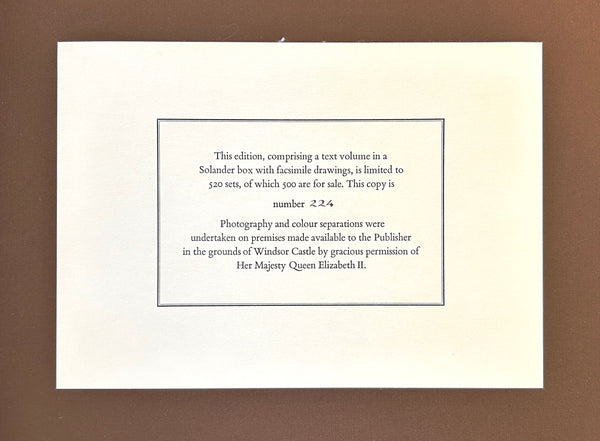 This edition, comprising a text volume in a
Solander box with facsimile drawings, is limited to
520 sets, of which 500 are for sale. This copy is
number 224
Photography and colour separations were
undertaken on premises made available to the Publisher
in the grounds of Windsor Castle by gracious permission of
Her Majesty Queen Elizabeth II.